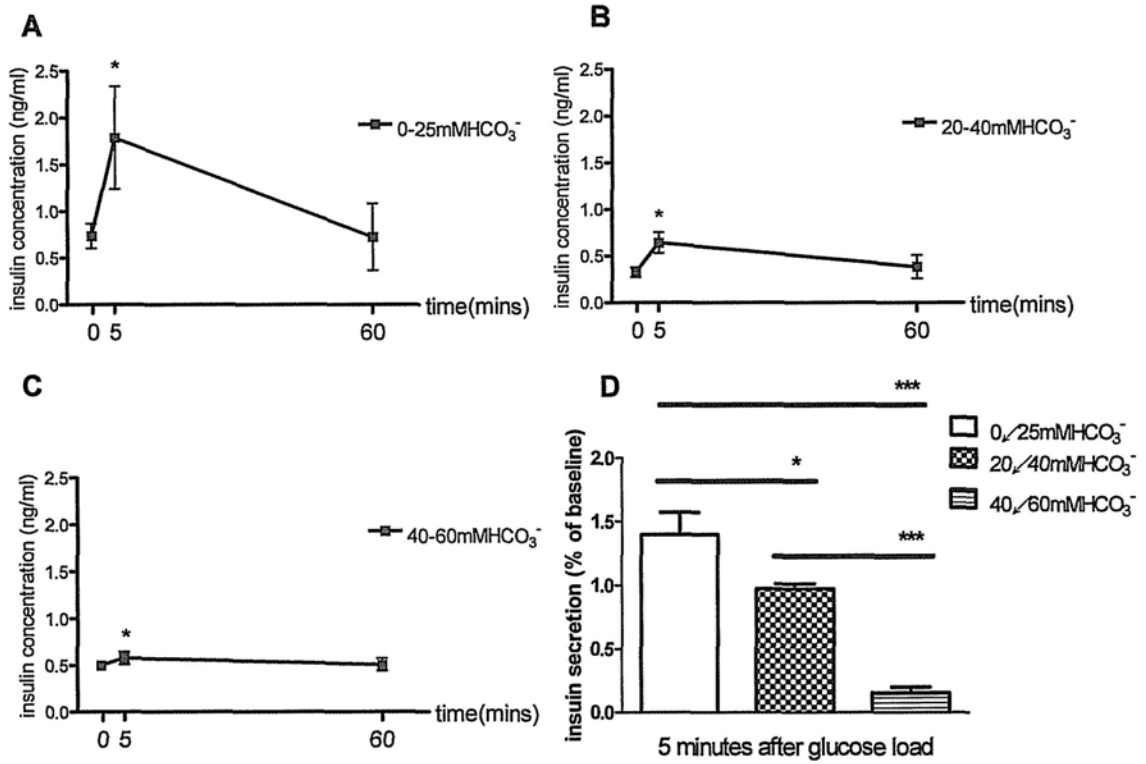 A
*
2.5
2.0
1.5
1.0
0.5
0.0
insulin concentration (ng/ml)
0-25mMHCO₃⁻
time(mins)
0 5 60
B
2.5
2.0
1.5
1.0
0.5
0.0
insulin concentration (ng/ml)
*
20-40mMHCO₃⁻
time(mins)
0 5 60
C
2.5
2.0
1.5
1.0
0.5
0.0
insulin concentration (ng/ml)
*
40-60mMHCO₃⁻
time(mins)
0 5 60
D
***
*
***
2.0
1.5
1.0
0.5
0.0
insuin secretion (% of baseline)
0↙25mMHCO₃⁻
20↙40mMHCO₃⁻
40↙60mMHCO₃⁻
5 minutes after glucose load